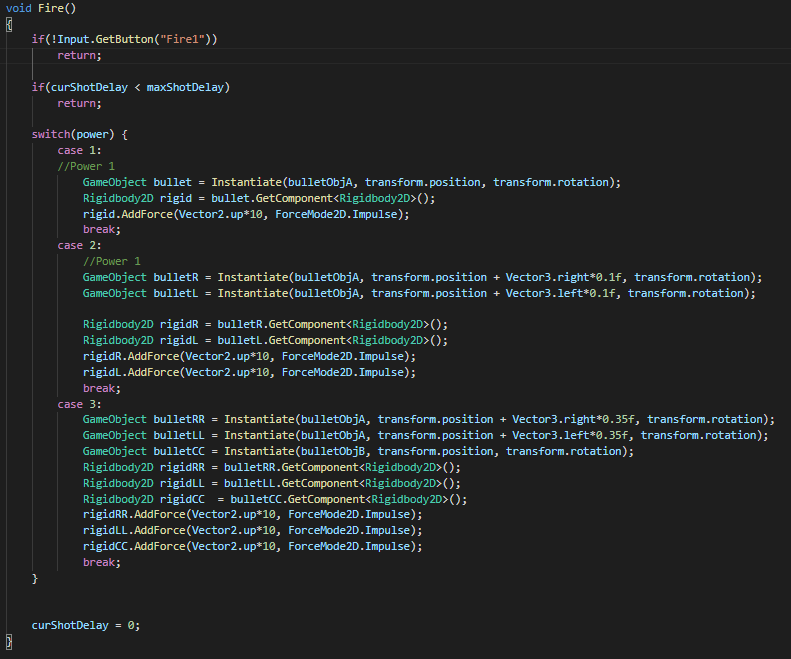 void Fire()
{
    if(!Input.GetButton("Fire1"))
        return;

    if(curShotDelay < maxShotDelay)
        return;

    switch(power) {
        case 1:
        //Power 1
            GameObject bullet = Instantiate(bulletObjA, transform.position, transform.rotation);
            Rigidbody2D rigid = bullet.GetComponent<Rigidbody2D>();
            rigid.AddForce(Vector2.up*10, ForceMode2D.Impulse);
            break;
        case 2:
            //Power 1
            GameObject bulletR = Instantiate(bulletObjA, transform.position + Vector3.right*0.1f, transform.rotation);
            GameObject bulletL = Instantiate(bulletObjA, transform.position + Vector3.left*0.1f, transform.rotation);

            Rigidbody2D rigidR = bulletR.GetComponent<Rigidbody2D>();
            Rigidbody2D rigidL = bulletL.GetComponent<Rigidbody2D>();
            rigidR.AddForce(Vector2.up*10, ForceMode2D.Impulse);
            rigidL.AddForce(Vector2.up*10, ForceMode2D.Impulse);
            break;
        case 3:
            GameObject bulletRR = Instantiate(bulletObjA, transform.position + Vector3.right*0.35f, transform.rotation);
            GameObject bulletLL = Instantiate(bulletObjA, transform.position + Vector3.left*0.35f, transform.rotation);
            GameObject bulletCC = Instantiate(bulletObjB, transform.position, transform.rotation);
            Rigidbody2D rigidRR = bulletRR.GetComponent<Rigidbody2D>();
            Rigidbody2D rigidLL = bulletLL.GetComponent<Rigidbody2D>();
            Rigidbody2D rigidCC  = bulletCC.GetComponent<Rigidbody2D>();
            rigidRR.AddForce(Vector2.up*10, ForceMode2D.Impulse);
            rigidLL.AddForce(Vector2.up*10, ForceMode2D.Impulse);
            rigidCC.AddForce(Vector2.up*10, ForceMode2D.Impulse);
            break;
    }


    curShotDelay = 0;
}